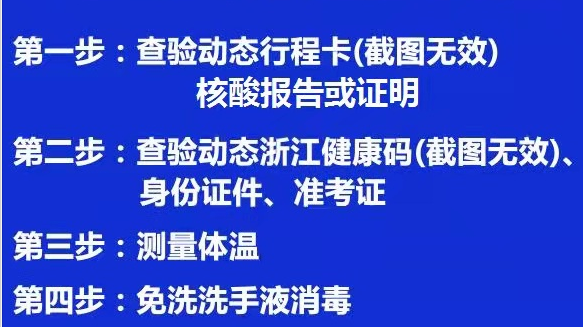 第一步：查验动态行程卡(截图无效)
核酸报告或证明
第二步：查验动态浙江健康码(截图无效)、
身份证件、准考证
第三步：测量体温
第四步：免洗洗手液消毒